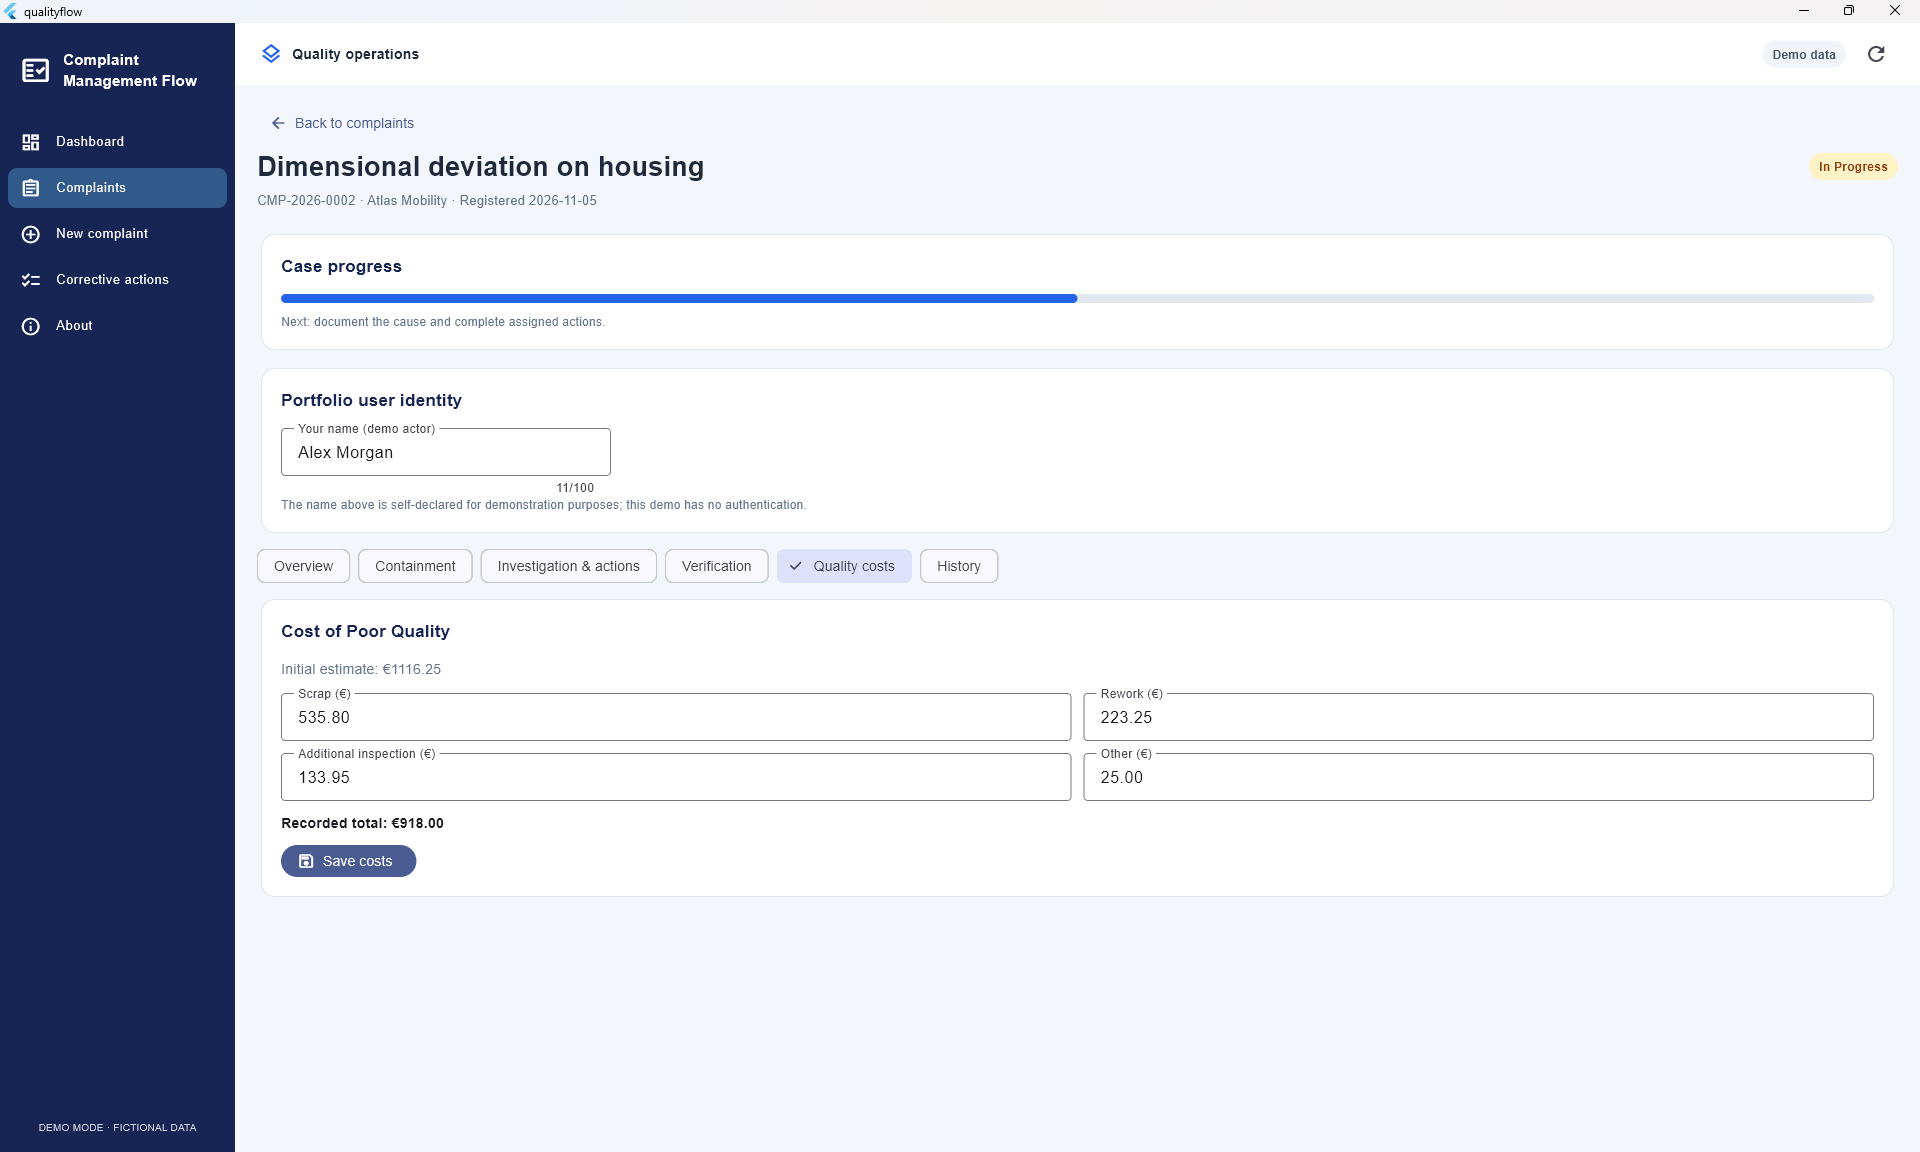 qualityflow
Complaint
Management Flow
Dashboard
Complaints
New complaint
Corrective actions
About
DEMO MODE · FICTIONAL DATA
Quality operations
Demo data
Back to complaints
Dimensional deviation on housing
In Progress
CMP-2026-0002 · Atlas Mobility · Registered 2026-11-05
Case progress
Next: document the cause and complete assigned actions.
Portfolio user identity
Your name (demo actor)
Alex Morgan
11/100
The name above is self-declared for demonstration purposes; this demo has no authentication.
Overview
Containment
Investigation & actions
Verification
Quality costs
History
Cost of Poor Quality
Initial estimate: €1116.25
Scrap (€)
535.80
Rework (€)
223.25
Additional inspection (€)
133.95
Other (€)
25.00
Recorded total: €918.00
Save costs